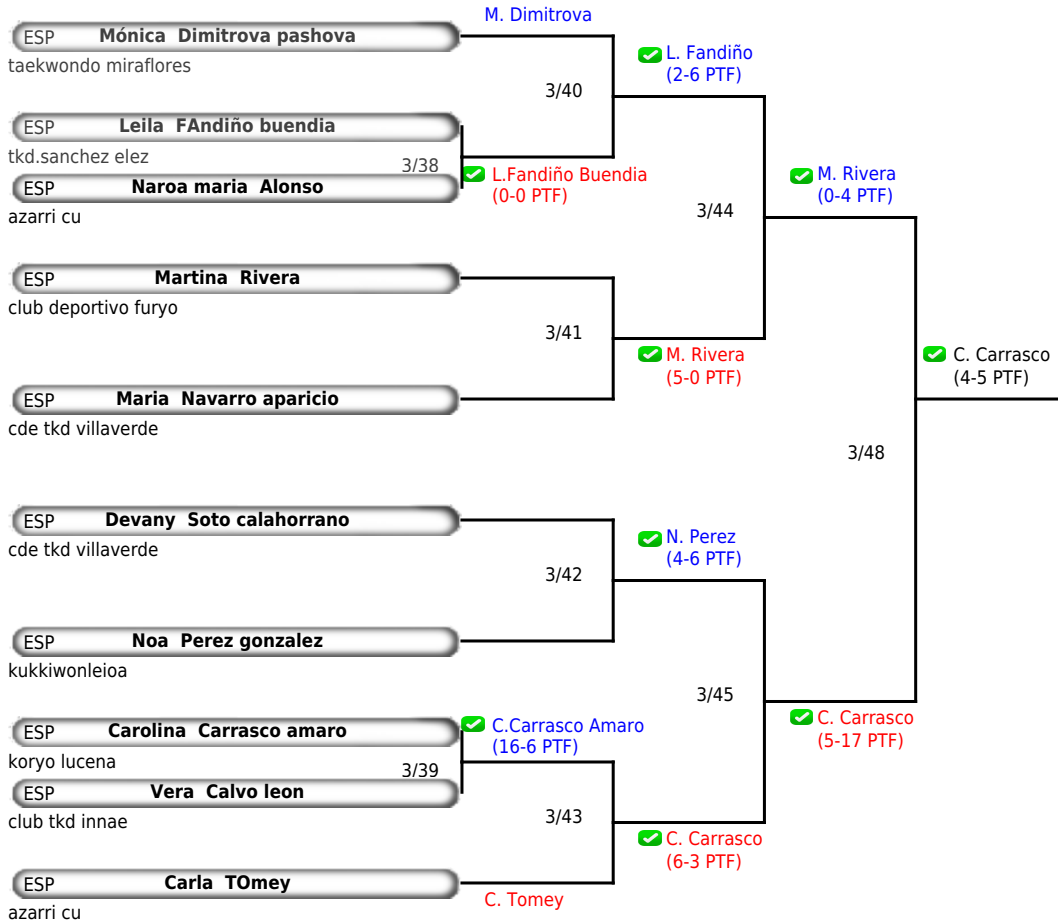 M. Dimitrova
ESP Mónica Dimitrova pashova
taekwondo miraflores
L. Fandiño
(2-6 PTF)
3/40
ESP Leila FAndiño buendia
tkd.sanchez elez
3/38
L.Fandiño Buendia
(0-0 PTF)
ESP Naroa maria Alonso
azarri cu
M. Rivera
(0-4 PTF)
3/44
ESP Martina Rivera
club deportivo furyo
3/41
M. Rivera
(5-0 PTF)
C. Carrasco
(4-5 PTF)
ESP Maria Navarro aparicio
cde tkd villaverde
3/48
ESP Devany Soto calahorrano
cde tkd villaverde
N. Perez
(4-6 PTF)
3/42
ESP Noa Perez gonzalez
kukkiwonleioa
3/45
C. Carrasco
(5-17 PTF)
ESP Carolina Carrasco amaro
koryo lucena
C.Carrasco Amaro
(16-6 PTF)
3/39
ESP Vera Calvo leon
club tkd innae
3/43
C. Carrasco
(6-3 PTF)
ESP Carla TOmey
azarri cu
C. Tomey